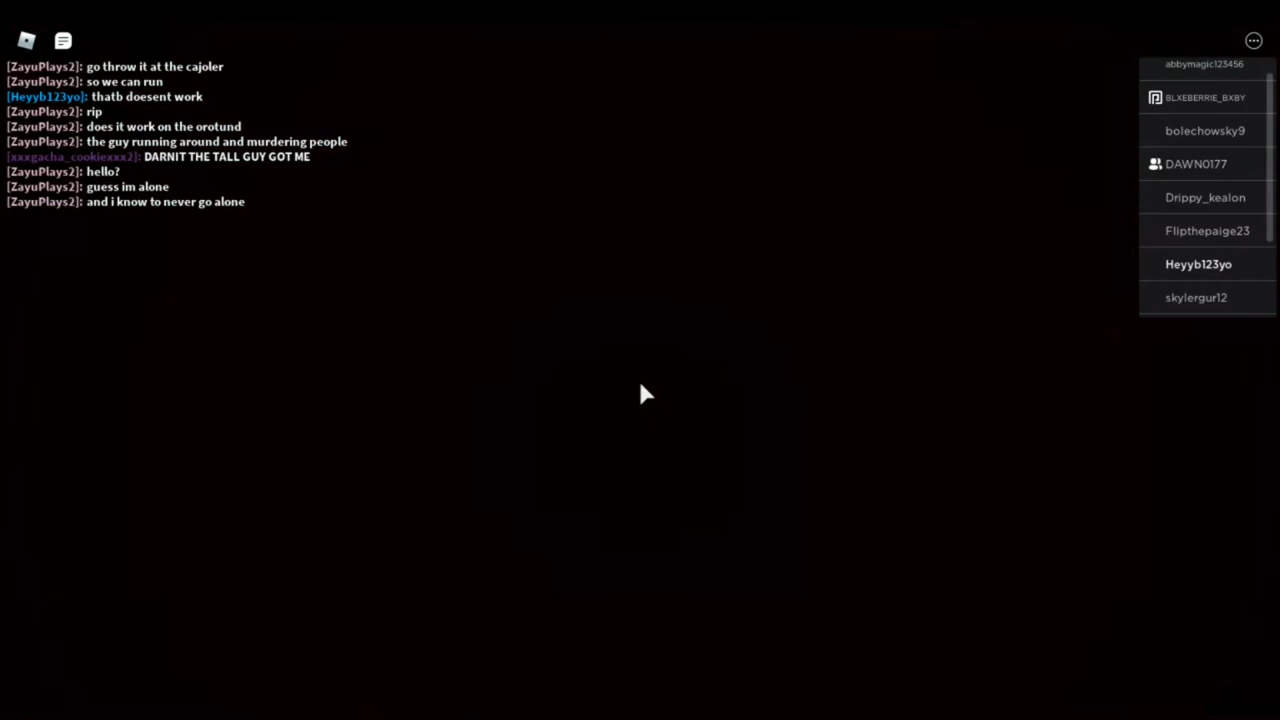 [ZayuPlays2]: go throw it at the cajoler
[ZayuPlays2]: so we can run
[Heyyb123yo]: thatb doesent work
[ZayuPlays2]: rip
[ZayuPlays2]: does it work on the orotund
[ZayuPlays2]: the guy running around and murdering people
[xxxgacha_cookiexxx2]: DARNIT THE TALL GUY GOT ME
[ZayuPlays2]: hello?
[ZayuPlays2]: guess im alone
[ZayuPlays2]: and i know to never go alone
abbymagic123456
BLXEBERRIE_BXBY
bolechowsky9
DAWN0177
Drippy_kealon
Flipthepaige23
Heyyb123yo
skylergur12